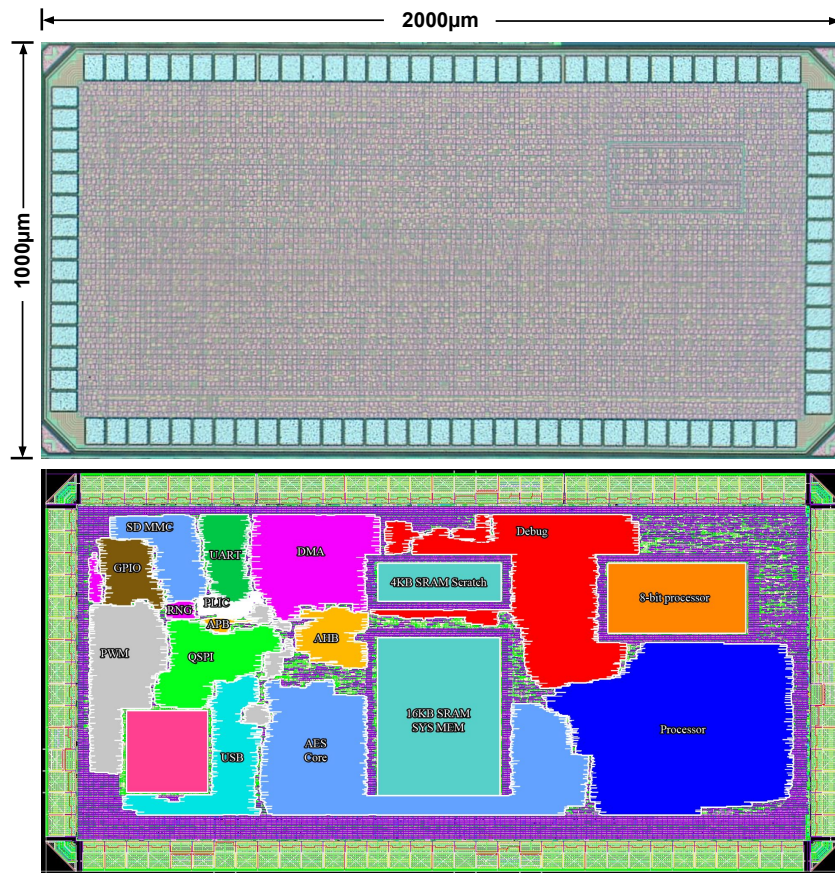 2000μm
1000μm
SD MMC
UART
DMA
Debug
GPIO
4KB SRAM Scratch
8-bit processor
RNG
PLIC
APB
AHB
PWM
QSPI
16KB SRAM
SYS MEM
AES
Core
USB
Processor